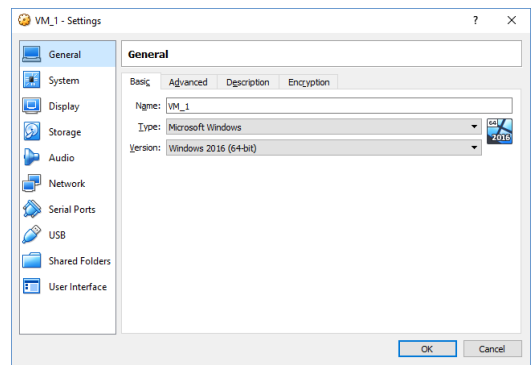 VM_1 - Settings
? ×
General
System
Display
Storage
Audio
Network
Serial Ports
USB
Shared Folders
User Interface
General
Basic Advanced Description Encryption
Name: VM_1
Type: Microsoft Windows
64
2016
Version: Windows 2016 (64-bit)
OK Cancel